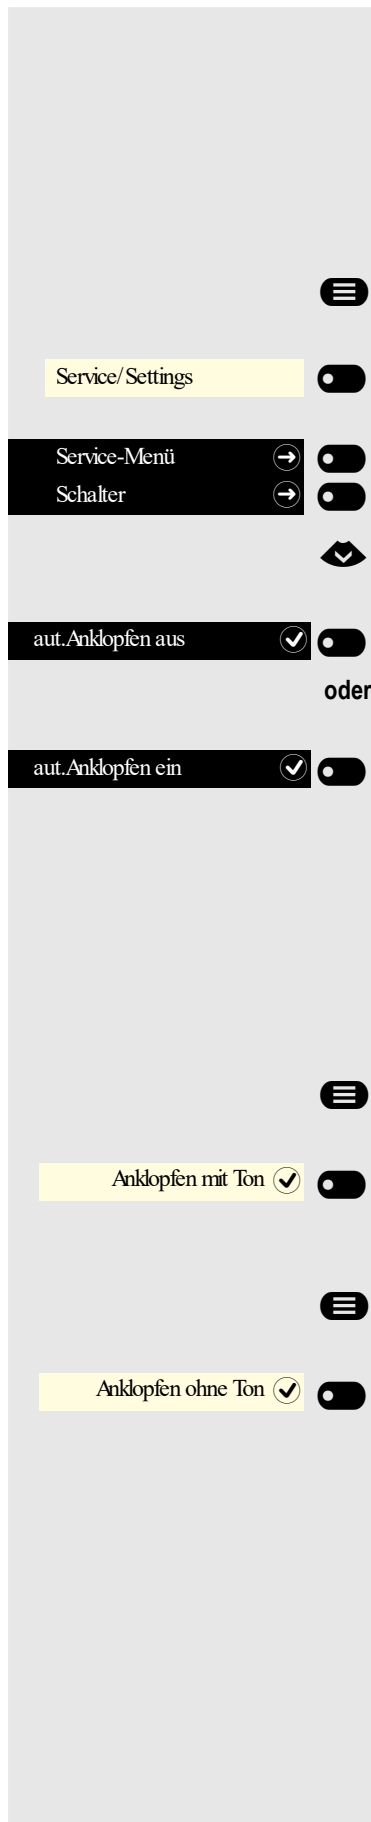 Service/Settings
Service-Menü
Schalter
aut.Anklopfen aus
oder
aut.Anklopfen ein
Anklopfen mit Ton
Anklopfen ohne Ton